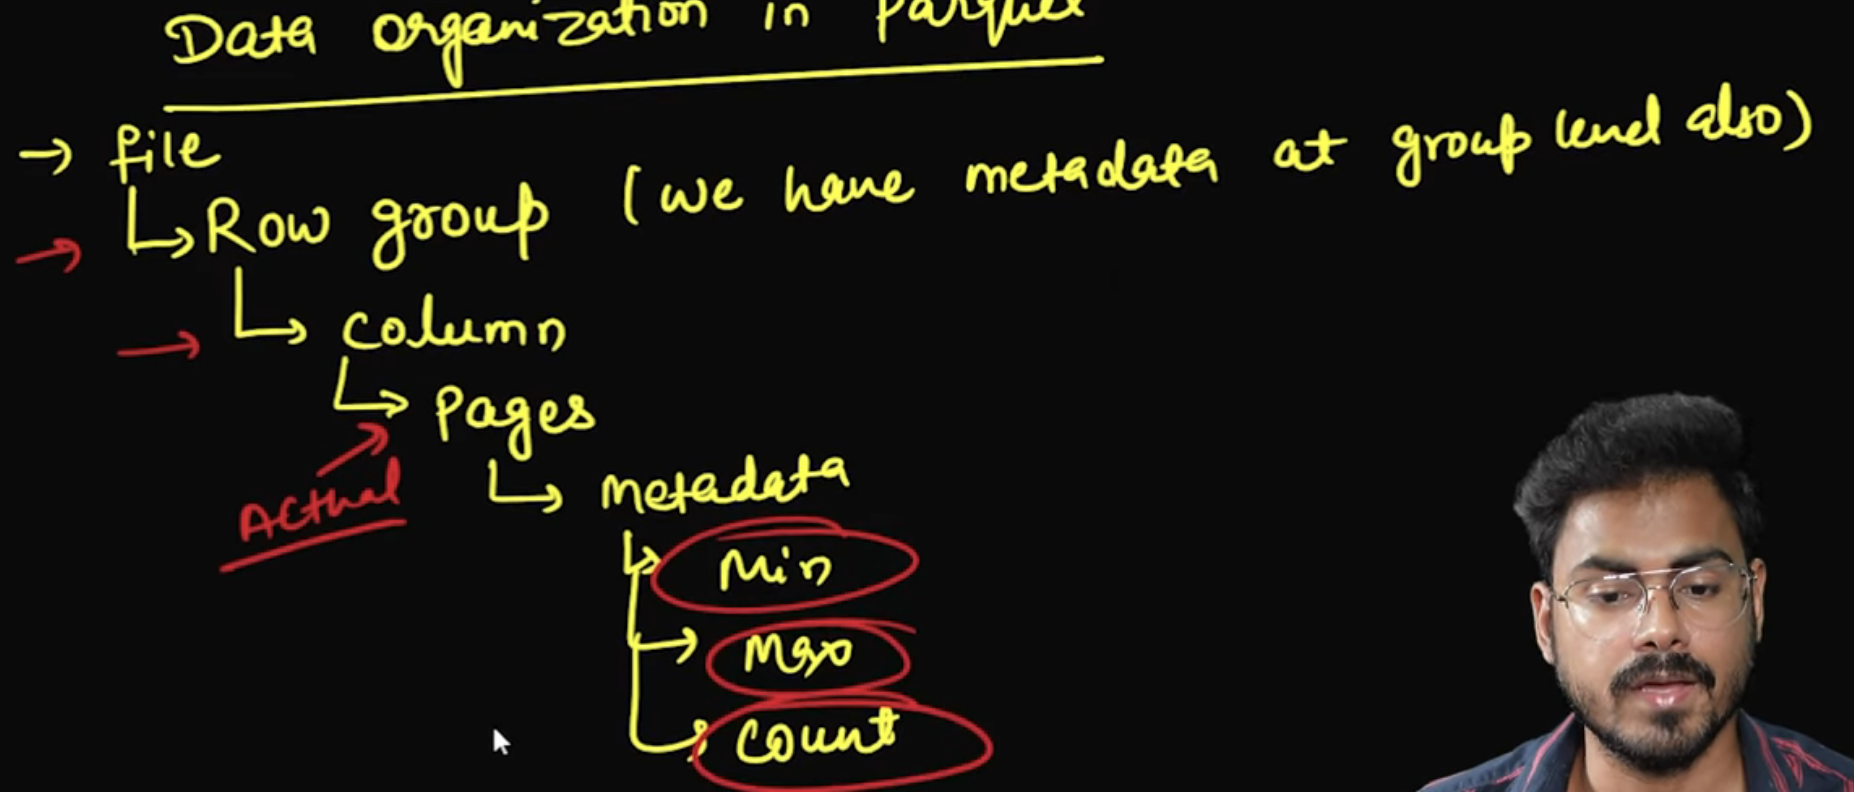 Data organization in Parquet
→ file
→ Row group (we have metadata at group level also)
→ column
→ Pages
Actual
→ metadata
→ Min
→ Max
→ count